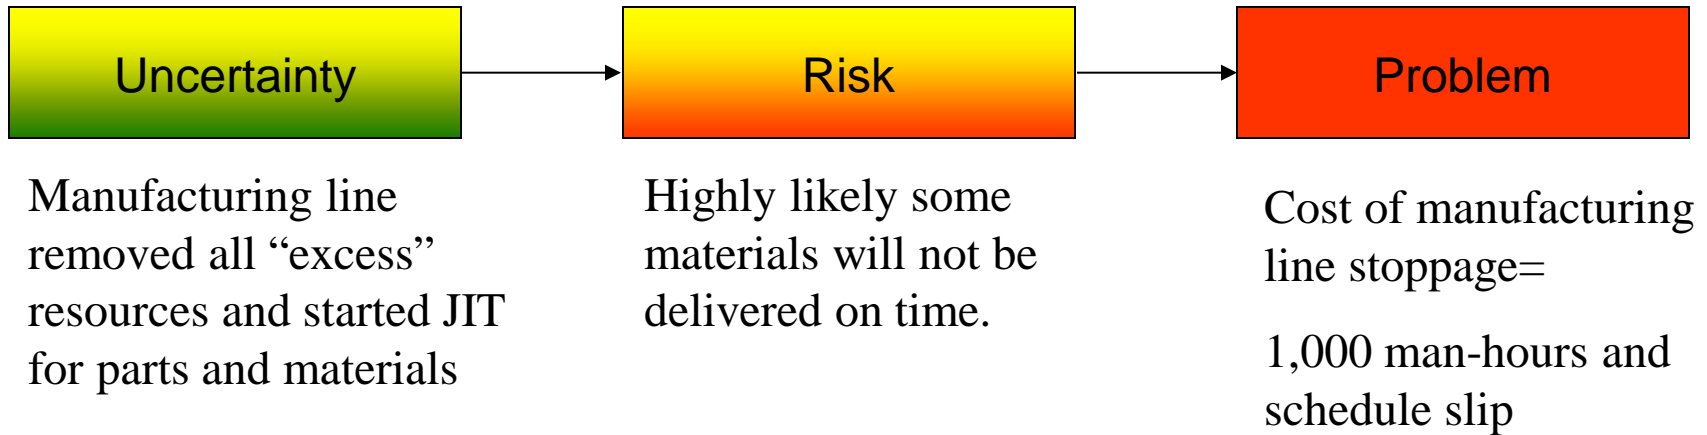 Uncertainty
Risk
Problem
Manufacturing line
removed all “excess”
resources and started JIT
for parts and materials
Highly likely some
materials will not be
delivered on time.
Cost of manufacturing
line stoppage=
1,000 man-hours and
schedule slip